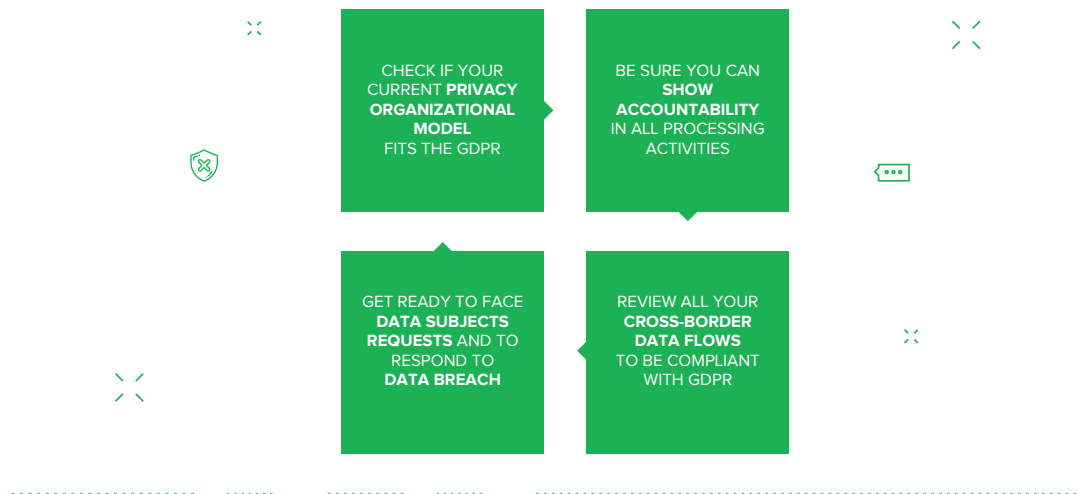 CHECK IF YOUR
CURRENT PRIVACY
ORGANIZATIONAL
MODEL
FITS THE GDPR
BE SURE YOU CAN
SHOW
ACCOUNTABILITY
IN ALL PROCESSING
ACTIVITIES
GET READY TO FACE
DATA SUBJECTS
REQUESTS AND TO
RESPOND TO
DATA BREACH
REVIEW ALL YOUR
CROSS-BORDER
DATA FLOWS
TO BE COMPLIANT
WITH GDPR